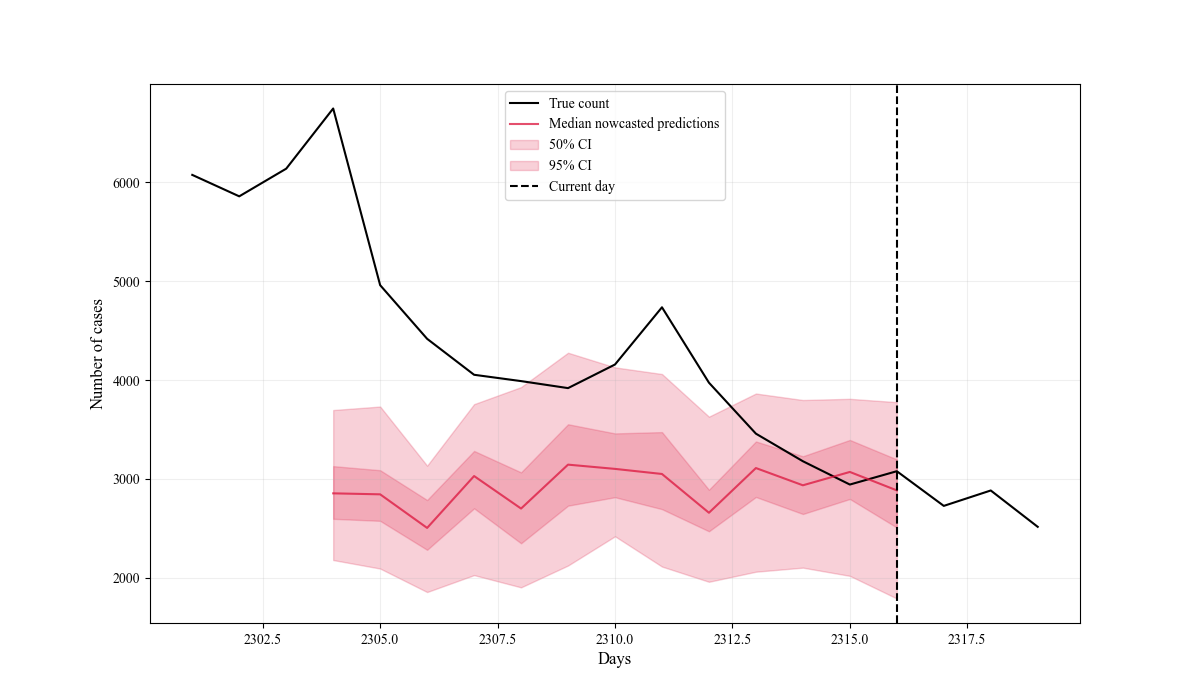 True count
Median nowcasted predictions
50% CI
95% CI
Current day
Number of cases
6000
5000
4000
3000
2000
2302.5 2305.0 2307.5 2310.0 2312.5 2315.0 2317.5
Days